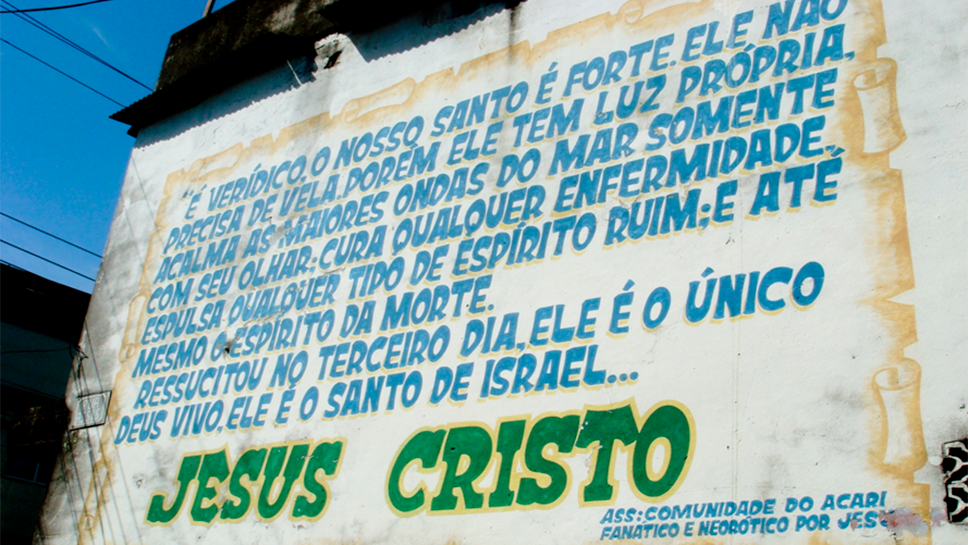 "É VERÍDICO. O NOSSO SANTO É FORTE. ELE NÃO
PRECISA DE VELA. PORÉM ELE TEM LUZ PRÓPRIA,
ACALMA AS MAIORES ONDAS DO MAR SOMENTE
COM SEU OLHAR; CURA QUALQUER ENFERMIDADE,
ESPULSA QUALQUER TIPO DE ESPÍRITO RUIM; E ATÉ
MESMO O ESPÍRITO DA MORTE.
RESSUCITOU NO TERCEIRO DIA, ELE É O ÚNICO
DEUS VIVO, ELE É O SANTO DE ISRAEL...
JESUS CRISTO
ASS: COMUNIDADE DO ACARI
FANATICO E NEORÓTICO POR